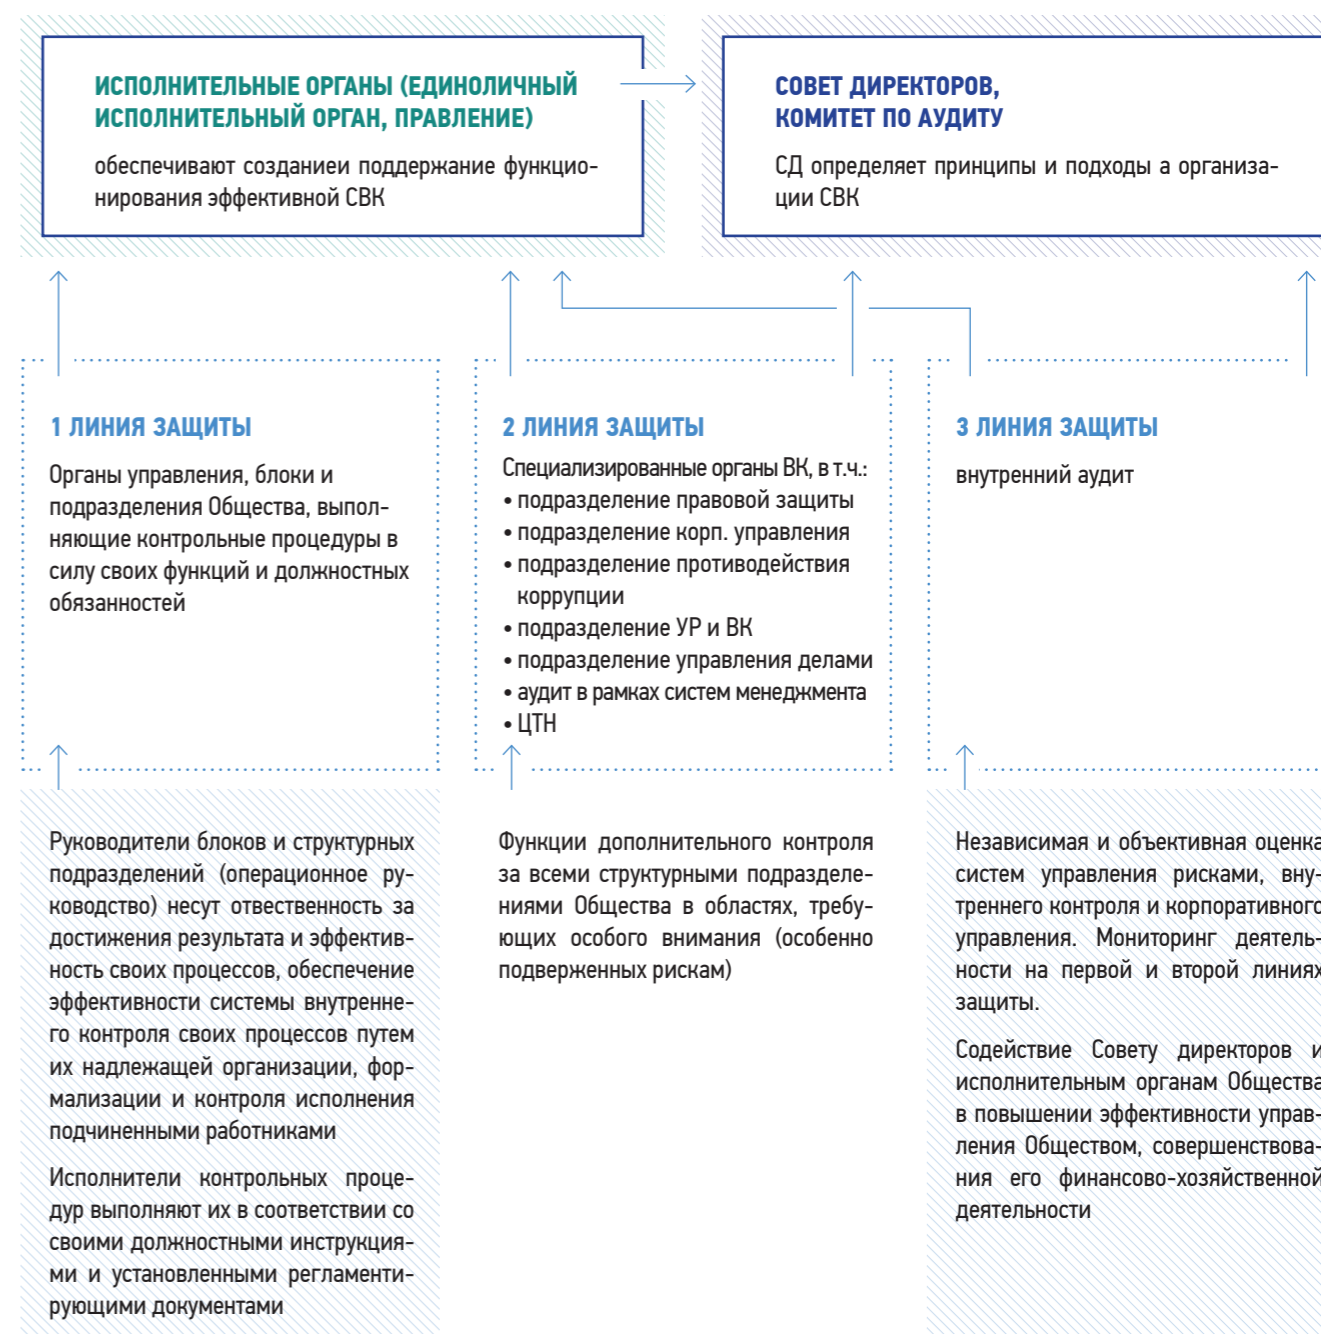 ИСПОЛНИТЕЛЬНЫЕ ОРГАНЫ (ЕДИНОЛИЧНЫЙ
ИСПОЛНИТЕЛЬНЫЙ ОРГАН, ПРАВЛЕНИЕ)
обеспечивают созданиеи поддержание функцио-
нирования эффективной СВК
СОВЕТ ДИРЕКТОРОВ,
КОМИТЕТ ПО АУДИТУ
СД определяет принципы и подходы а организа-
ции СВК
1 ЛИНИЯ ЗАЩИТЫ
Органы управления, блоки и
подразделения Общества, выпол-
няющие контрольные процедуры в
силу своих функций и должностных
обязанностей
2 ЛИНИЯ ЗАЩИТЫ
Специализированные органы ВК, в т.ч.:
• подразделение правовой защиты
• подразделение корп. управления
• подразделение противодействия
коррупции
• подразделение УР и ВК
• подразделение управления делами
• аудит в рамках систем менеджмента
• ЦТН
3 ЛИНИЯ ЗАЩИТЫ
внутренний аудит
Руководители блоков и структурных
подразделений (операционное ру-
ководство) несут отвественность за
достижения результата и эффектив-
ность своих процессов, обеспечение
эффективности системы внутренне-
го контроля своих процессов путем
их надлежащей организации, фор-
мализации и контроля исполнения
подчиненными работниками
Исполнители контрольных проце-
дур выполняют их в соответствии со
своими должностными инструкция-
ми и установленными регламенти-
рующими документами
Функции дополнительного контроля
за всеми структурными подразделе-
ниями Общества в областях, требу-
ющих особого внимания (особенно
подверженных рискам)
Независимая и объективная оценка
систем управления рисками, вну-
треннего контроля и корпоративного
управления. Мониторинг деятель-
ности на первой и второй линиях
защиты.
Содействие Совету директоров и
исполнительным органам Общества
в повышении эффективности управ-
ления Обществом, совершенствова-
ния его финансово-хозяйственной
деятельности